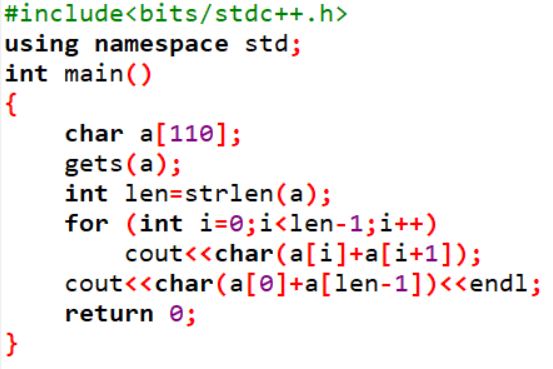 #include<bits/stdc++.h>
using namespace std;
int main()
{
    char a[110];
    gets(a);
    int len=strlen(a);
    for (int i=0;i<len-1;i++)
        cout<<char(a[i]+a[i+1]);
    cout<<char(a[0]+a[len-1])<<endl;
    return 0;
}